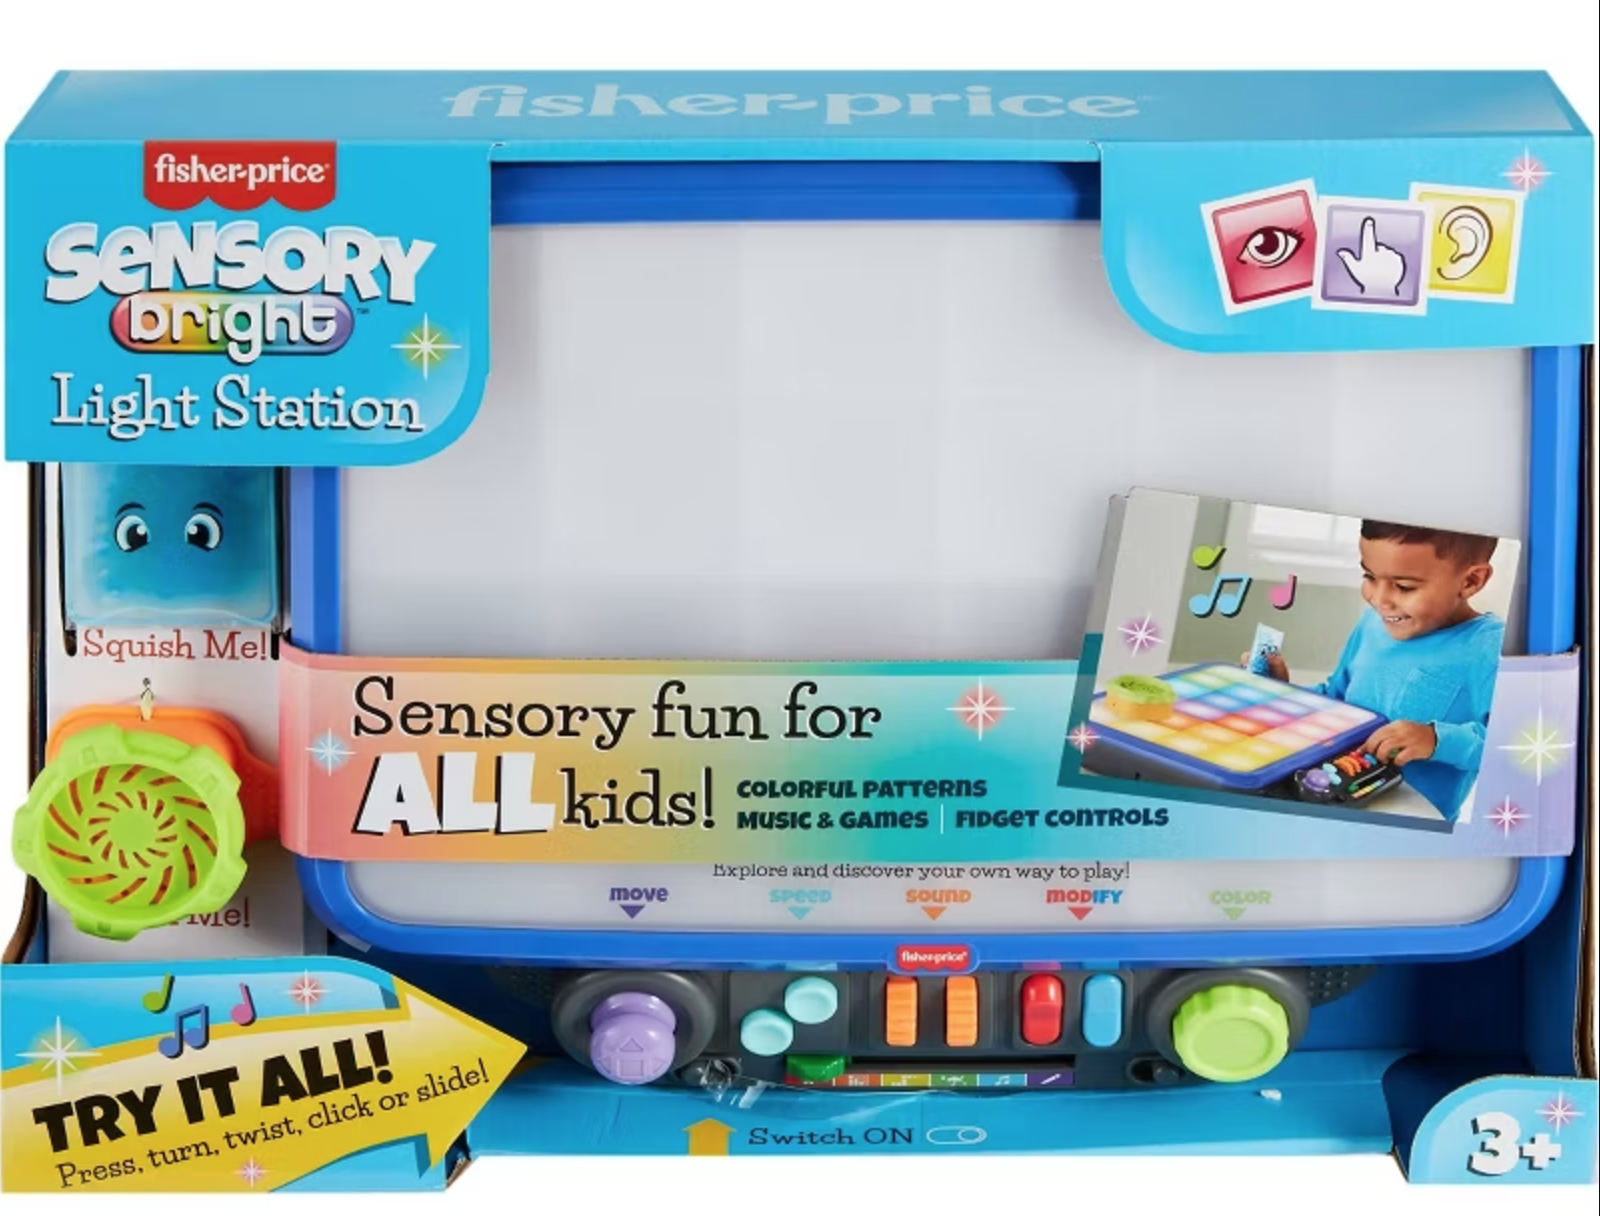 fisher-price
fisher-price
SENSORY
bright™
Light Station
Squish Me!
Me!
Sensory fun for
ALL kids!
COLORFUL PATTERNS
MUSIC & GAMES | FIDGET CONTROLS
Explore and discover your own way to play!
MOVE SPEED SOUND MODIFY COLOR
fisher-price
TRY IT ALL!
Press, turn, twist, click or slide!
Switch ON
3+